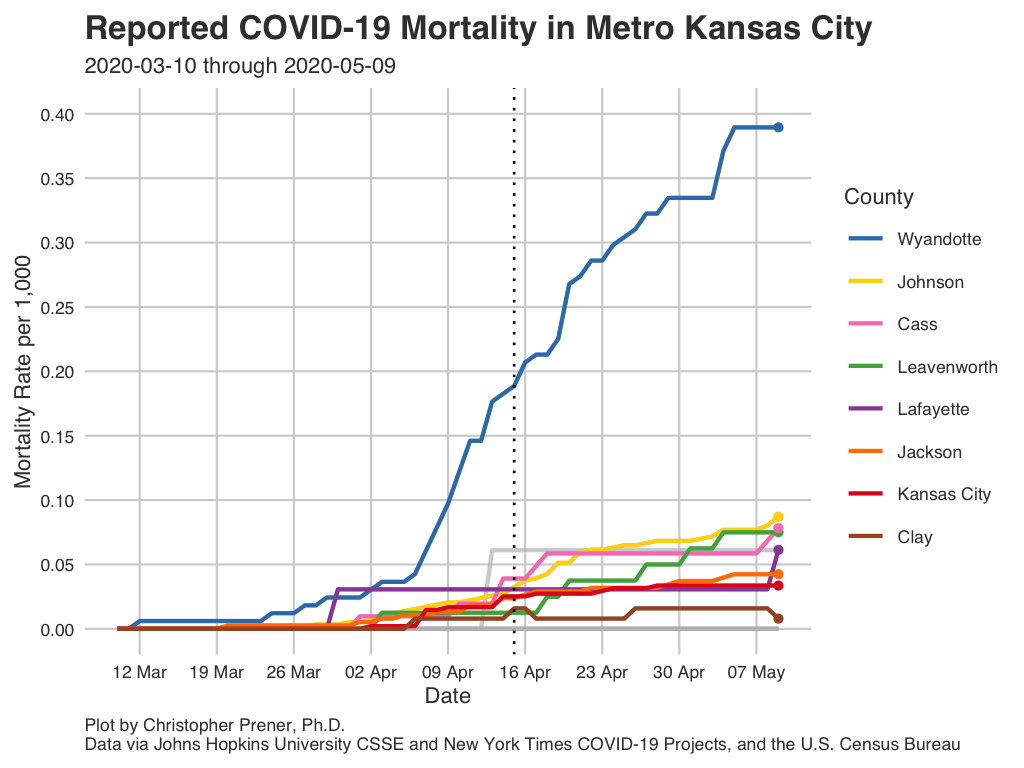 Reported COVID-19 Mortality in Metro Kansas City
2020-03-10 through 2020-05-09
Mortality Rate per 1,000
0.40
0.35
0.30
0.25
0.20
0.15
0.10
0.05
0.00
12 Mar 19 Mar 26 Mar 02 Apr 09 Apr 16 Apr 23 Apr 30 Apr 07 May
Date
County
Wyandotte
Johnson
Cass
Leavenworth
Lafayette
Jackson
Kansas City
Clay
Plot by Christopher Prener, Ph.D.
Data via Johns Hopkins University CSSE and New York Times COVID-19 Projects, and the U.S. Census Bureau